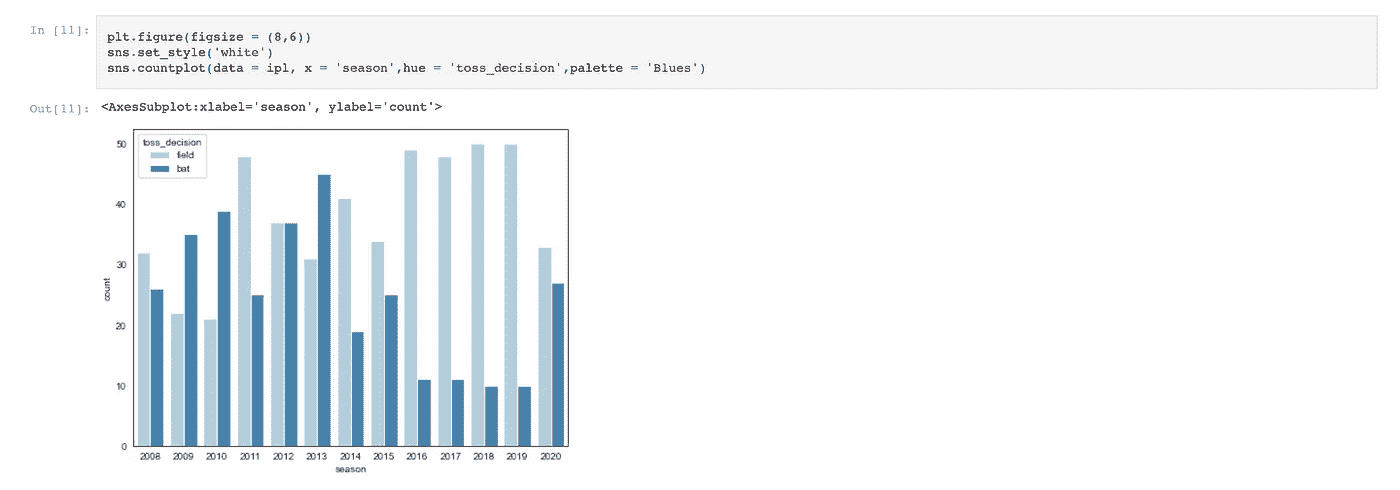 In [11]:
plt.figure(figsize = (8,6))
sns.set_style('white')
sns.countplot(data = ipl, x = 'season',hue = 'toss_decision',palette = 'Blues')
Out[11]: <AxesSubplot:xlabel='season', ylabel='count'>
toss_decision
field
bat
50
40
30
20
10
0
count
2008 2009 2010 2011 2012 2013 2014 2015 2016 2017 2018 2019 2020
season